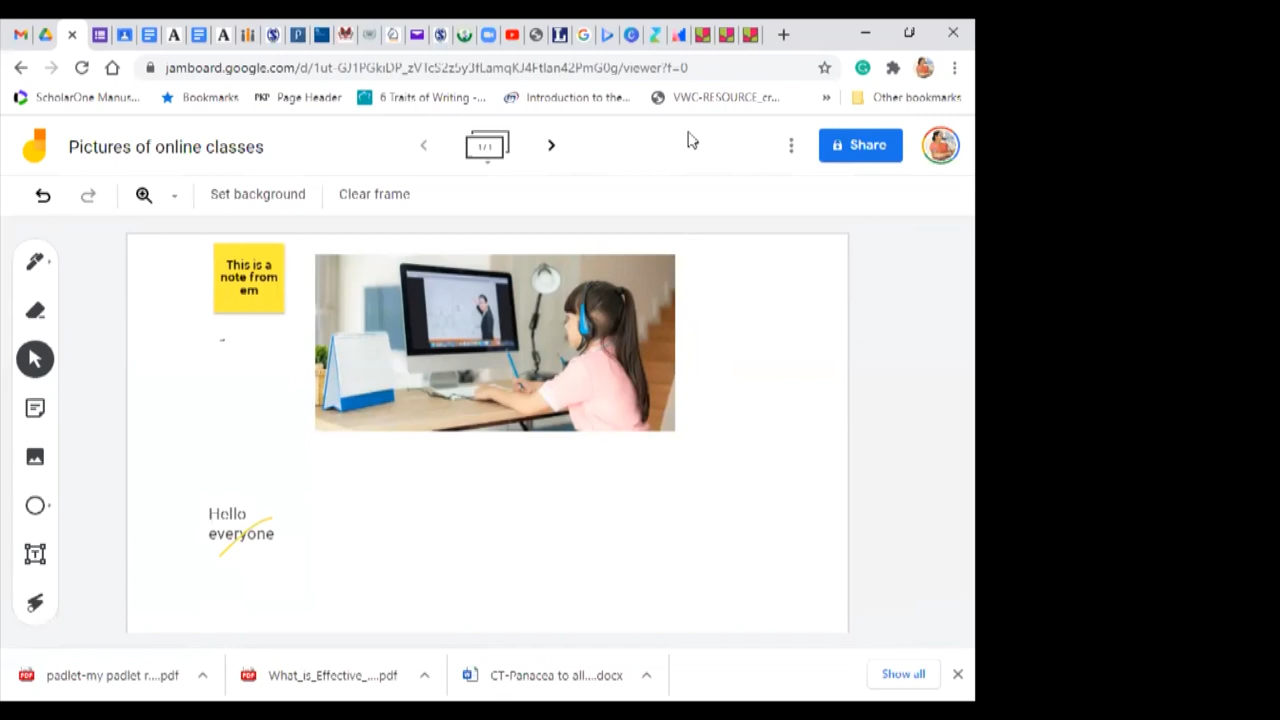 jamboard.google.com/d/1ut-GJ1PGkiDP_zVTcS2z5y3fLamqKJ4Ftlan42PmG0g/viewer?f=0
ScholarOne Manus...
Bookmarks
PKP Page Header
6 Traits of Writing -...
Introduction to the...
VWC-RESOURCE_cr...
»
Other bookmarks
Pictures of online classes
1/1
Share
Set background
Clear frame
This is a
note from
em
Hello
everyone
padlet-my padlet r....pdf
What_is_Effective_....pdf
CT-Panacea to all....docx
Show all